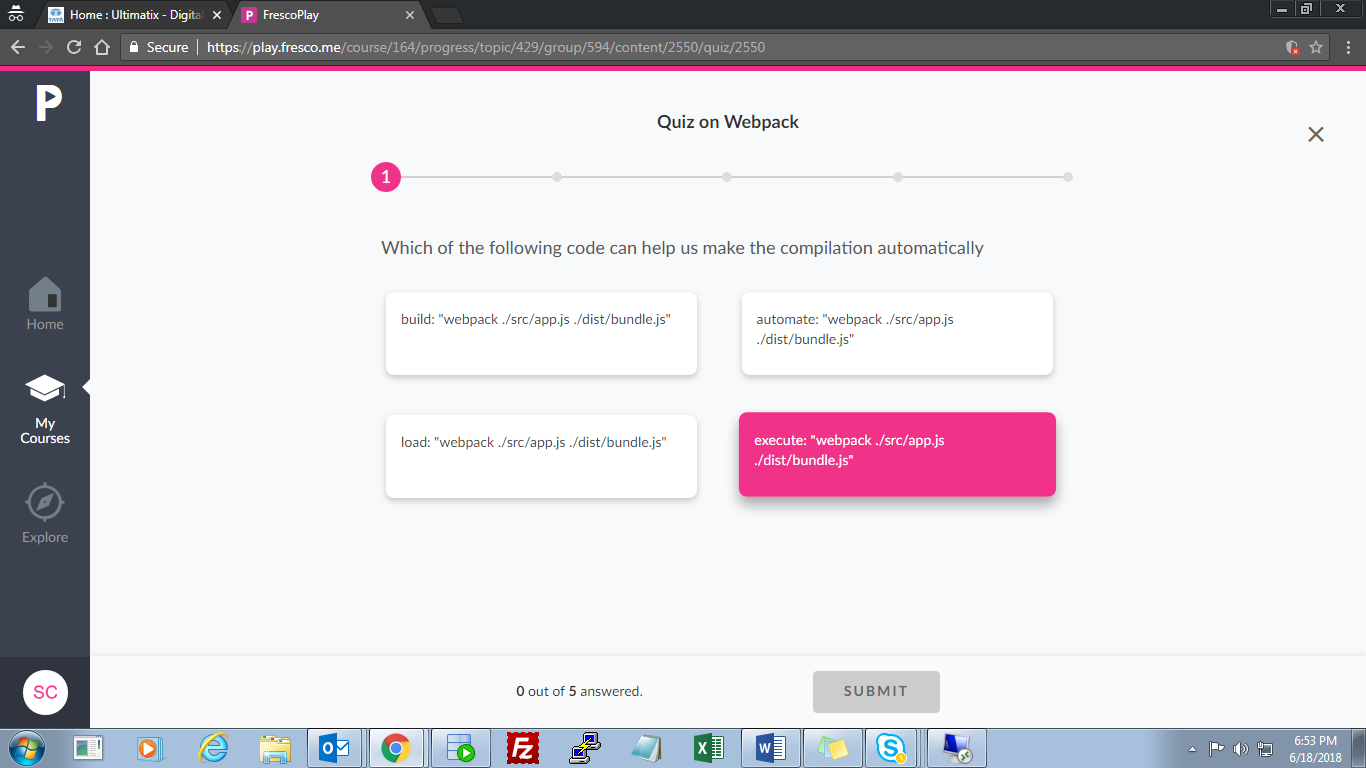 Home : Ultimatix - Digital
FrescoPlay
Secure
https://play.fresco.me/course/164/progress/topic/429/group/594/content/2550/quiz/2550
Quiz on Webpack
1
Which of the following code can help us make the compilation automatically
build: "webpack ./src/app.js ./dist/bundle.js"
automate: "webpack ./src/app.js
./dist/bundle.js"
load: "webpack ./src/app.js ./dist/bundle.js"
execute: "webpack ./src/app.js
./dist/bundle.js"
Home
My
Courses
Explore
SC
0 out of 5 answered.
SUBMIT
6:53 PM
6/18/2018